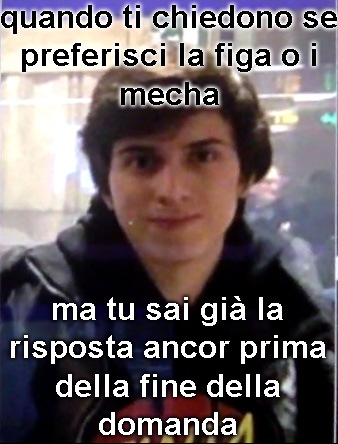 quando ti chiedono se
preferisci la figa o i
mecha
ma tu sai già la
risposta ancor prima
della fine della
domanda